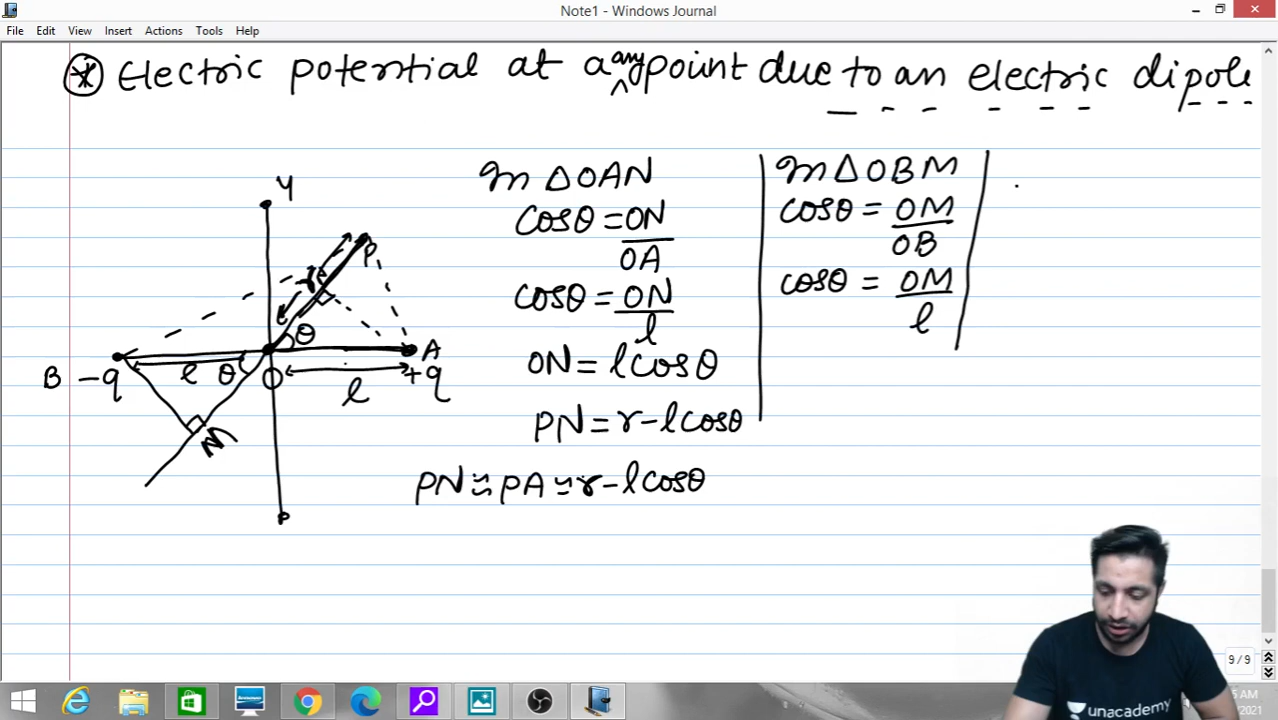 Note1 - Windows Journal
File Edit View Insert Actions Tools Help
* Electric potential at a any point due to an electric dipole
In △OAN
cosθ = ON
OA
cosθ = ON
l
ON = l cosθ
PN = r - l cosθ
PN ≈ PA ≈ r - l cosθ
In △OBM
cosθ = OM
OB
cosθ = OM
l
Y
P
r
θ
A
B -q
l
θ
O
l
+q
M
9/9
unacademy